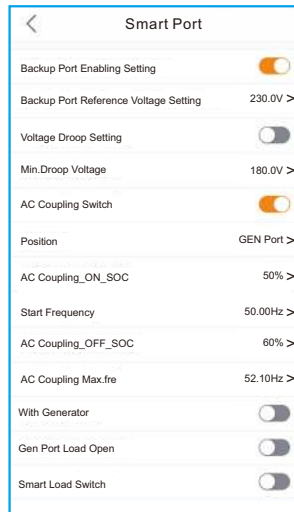 Smart Port
Backup Port Enabling Setting
Backup Port Reference Voltage Setting 230.0V >
Voltage Droop Setting
Min.Droop Voltage 180.0V >
AC Coupling Switch
Position GEN Port >
AC Coupling_ON_SOC 50% >
Start Frequency 50.00Hz >
AC Coupling_OFF_SOC 60% >
AC Coupling Max.fre 52.10Hz >
With Generator
Gen Port Load Open
Smart Load Switch